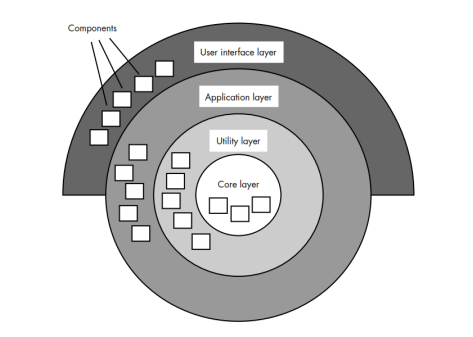 Components
User interface layer
Application layer
Utility layer
Core layer